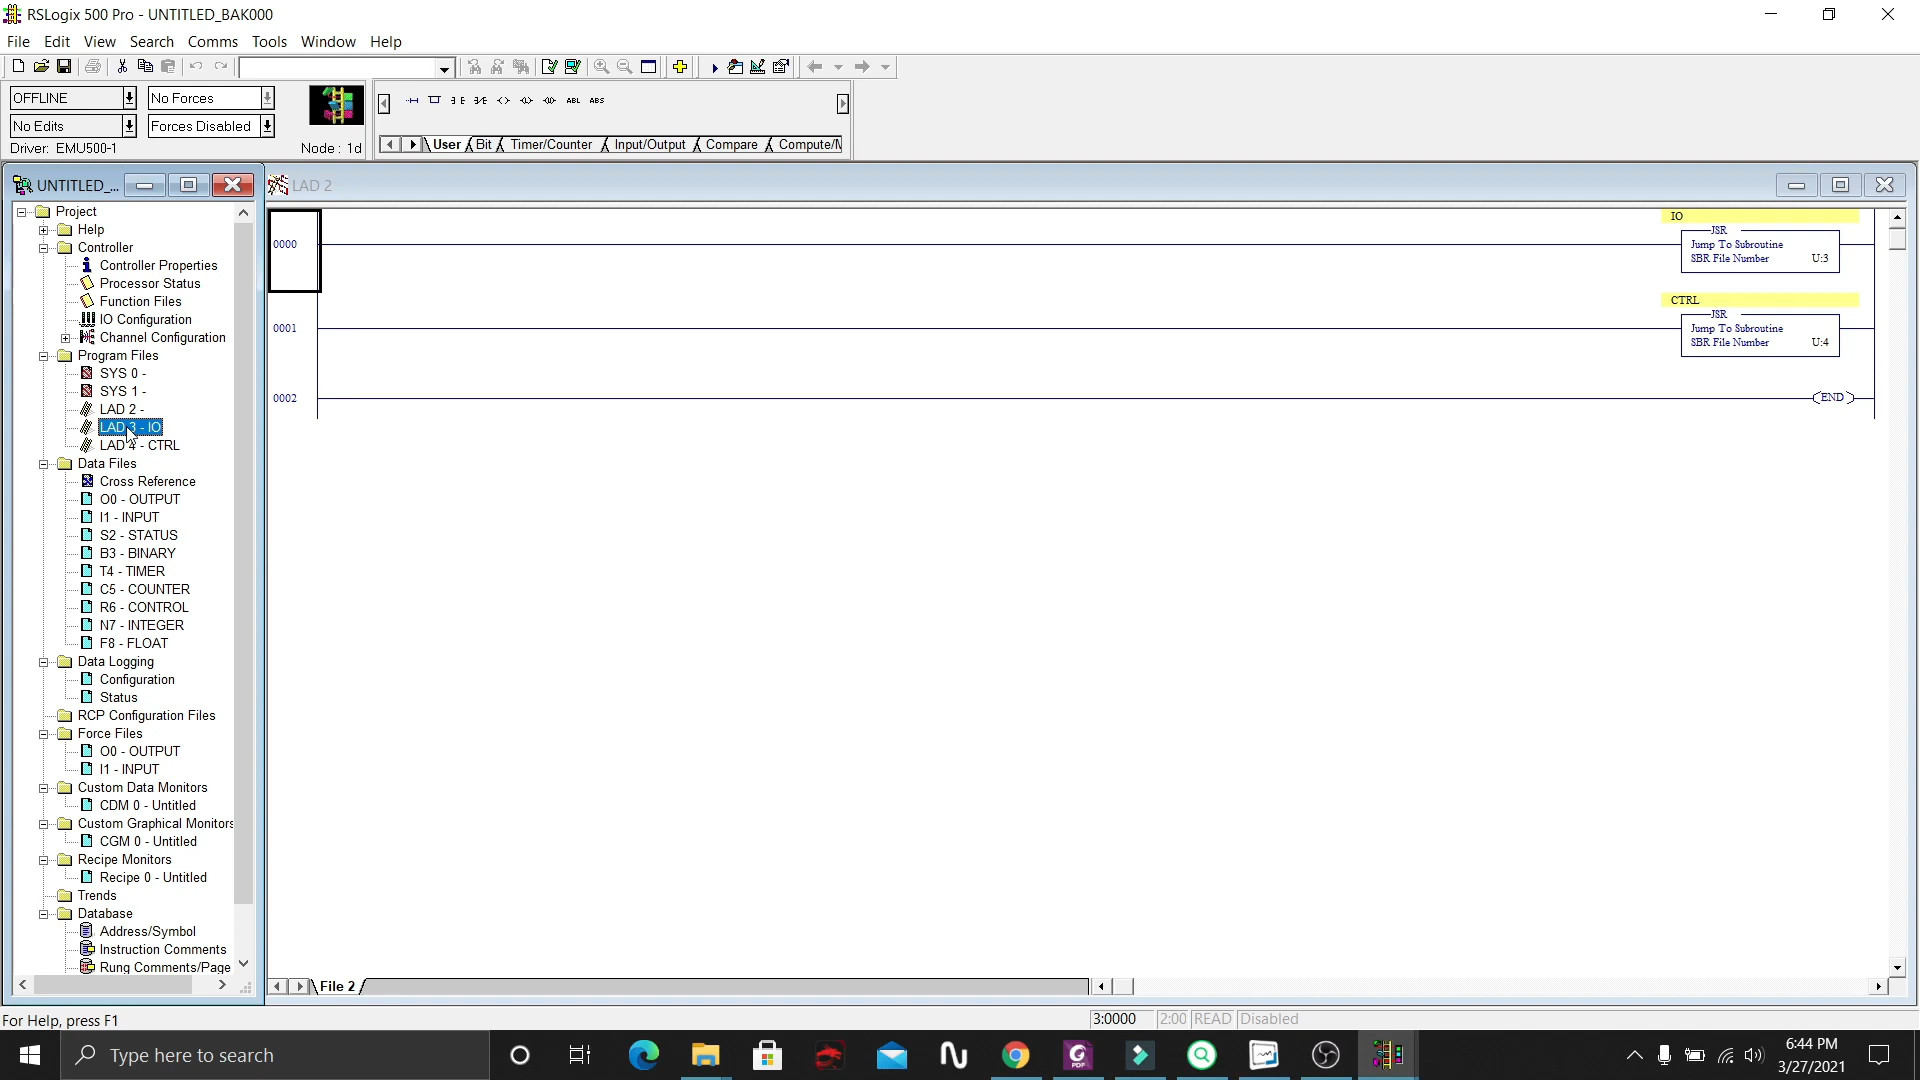 RSLogix 500 Pro - UNTITLED_BAK000
File Edit View Search Comms Tools Window Help
OFFLINE No Forces
No Edits Forces Disabled
Driver: EMU500-1 Node : 1d
ABL ABS
User Bit Timer/Counter Input/Output Compare Compute/M
UNTITLED_...
Project
Help
Controller
Controller Properties
Processor Status
Function Files
IO Configuration
Channel Configuration
Program Files
SYS 0 -
SYS 1 -
LAD 2 -
LAD 3 - IO
LAD 4 - CTRL
Data Files
Cross Reference
O0 - OUTPUT
I1 - INPUT
S2 - STATUS
B3 - BINARY
T4 - TIMER
C5 - COUNTER
R6 - CONTROL
N7 - INTEGER
F8 - FLOAT
Data Logging
Configuration
Status
RCP Configuration Files
Force Files
O0 - OUTPUT
I1 - INPUT
Custom Data Monitors
CDM 0 - Untitled
Custom Graphical Monitors
CGM 0 - Untitled
Recipe Monitors
Recipe 0 - Untitled
Trends
Database
Address/Symbol
Instruction Comments
Rung Comments/Page
LAD 2
IO
JSR
0000
Jump To Subroutine
SBR File Number U:3
CTRL
JSR
0001
Jump To Subroutine
SBR File Number U:4
0002
END
File 2
For Help, press F1
3:0000 2:00 READ Disabled
Type here to search
PDF
6:44 PM
3/27/2021